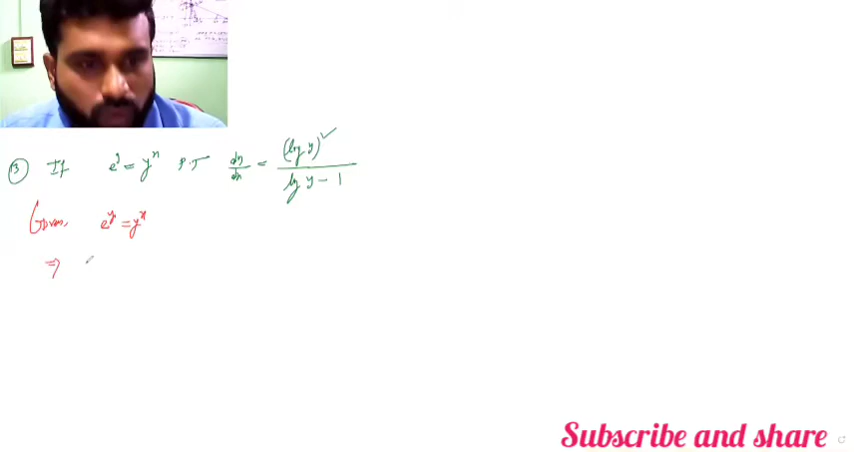 (13) If e^y = y^x P.T dy/dx = (log y)^2 / (log y - 1)
Given, e^y = y^x
⇒
Subscribe and share